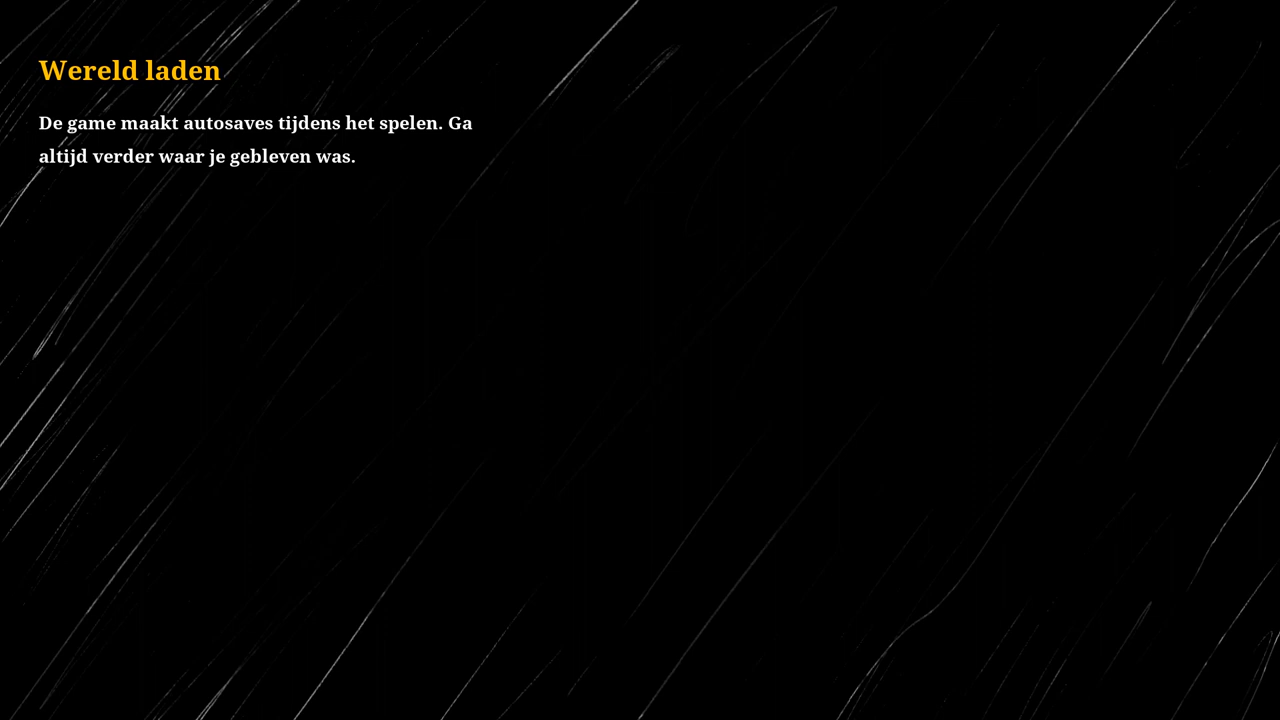 Wereld laden
De game maakt autosaves tijdens het spelen. Ga
altijd verder waar je gebleven was.